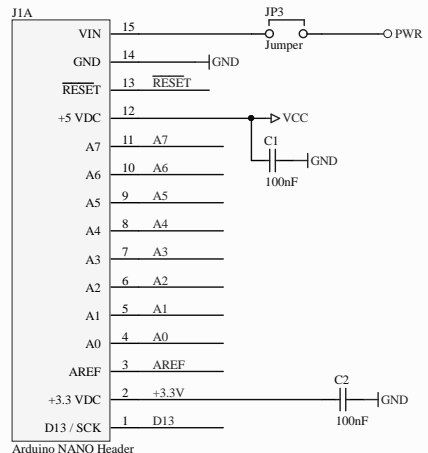 J1A
JP3
VIN 15 PWR
Jumper
GND 14 GND
RESET 13 RESET
+5 VDC 12 VCC
A7 11 A7 C1
GND
A6 10 A6
100nF
A5 9 A5
A4 8 A4
A3 7 A3
A2 6 A2
A1 5 A1
A0 4 A0
AREF 3 AREF
C2
+3.3 VDC 2 +3.3V GND
D13 / SCK 1 D13 100nF
Arduino NANO Header